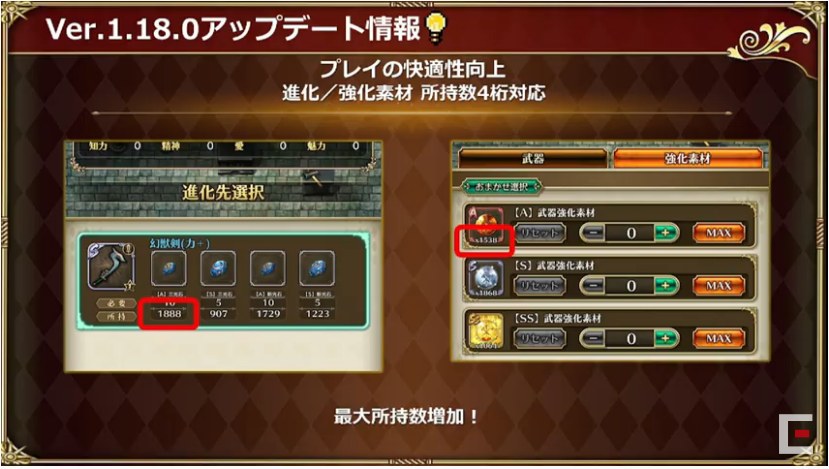 Ver.1.18.0アップデート情報
プレイの快適性向上
進化／強化素材 所持数4桁対応
知力 0 精神 0 愛 0 魅力 0
進化先選択
幻獣剣(力+)
必要 10 5 10 5
所持 1888 907 1729 1223
武器 強化素材
おまかせ選択
【A】武器強化素材
x1538 リセット - 0 + MAX
【S】武器強化素材
x1868 リセット - 0 + MAX
【SS】武器強化素材
リセット - 0 + MAX
最大所持数増加！